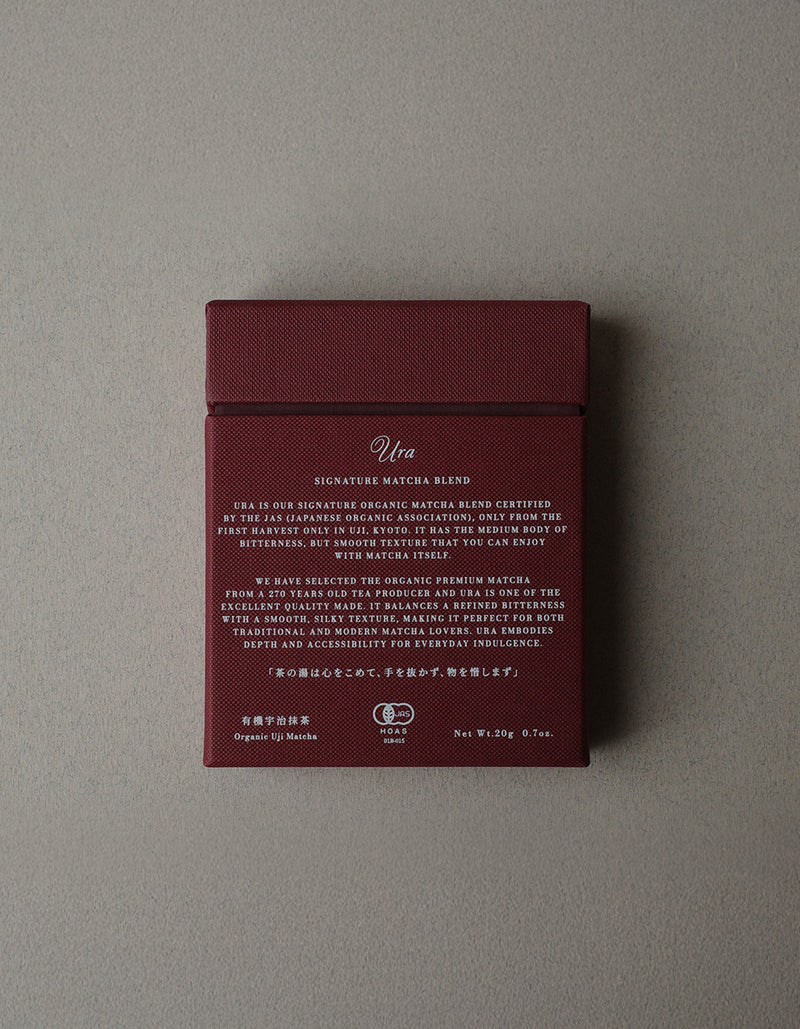 Ura
SIGNATURE MATCHA BLEND
URA IS OUR SIGNATURE ORGANIC MATCHA BLEND CERTIFIED
BY THE JAS (JAPANESE ORGANIC ASSOCIATION), ONLY FROM THE
FIRST HARVEST ONLY IN UJI, KYOTO. IT HAS THE MEDIUM BODY OF
BITTERNESS, BUT SMOOTH TEXTURE THAT YOU CAN ENJOY
WITH MATCHA ITSELF.
WE HAVE SELECTED THE ORGANIC PREMIUM MATCHA
FROM A 270 YEARS OLD TEA PRODUCER AND URA IS ONE OF THE
EXCELLENT QUALITY MADE. IT BALANCES A REFINED BITTERNESS
WITH A SMOOTH, SILKY TEXTURE, MAKING IT PERFECT FOR BOTH
TRADITIONAL AND MODERN MATCHA LOVERS. URA EMBODIES
DEPTH AND ACCESSIBILITY FOR EVERYDAY INDULGENCE.
「茶の湯は心をこめて、手を抜かず、物を惜しまず」
有機宇治抹茶
Organic Uji Matcha
JAS
HOAS
01B-015
Net Wt.20g 0.7oz.